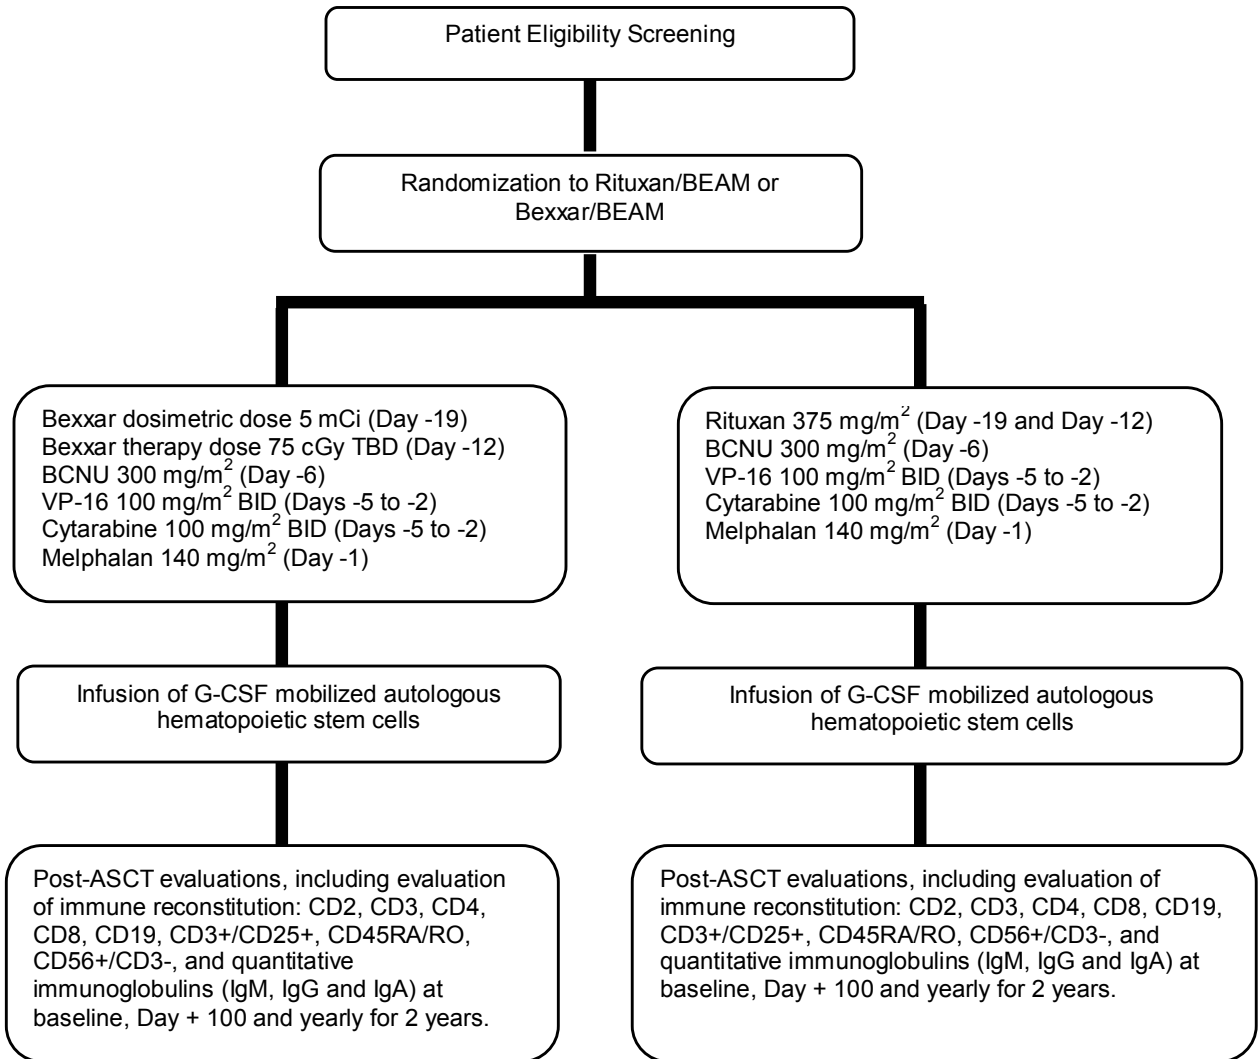 Patient Eligibility Screening
Randomization to Rituxan/BEAM or
Bexxar/BEAM
Bexxar dosimetric dose 5 mCi (Day -19)
Bexxar therapy dose 75 cGy TBD (Day -12)
BCNU 300 mg/m² (Day -6)
VP-16 100 mg/m² BID (Days -5 to -2)
Cytarabine 100 mg/m² BID (Days -5 to -2)
Melphalan 140 mg/m² (Day -1)
Rituxan 375 mg/m² (Day -19 and Day -12)
BCNU 300 mg/m² (Day -6)
VP-16 100 mg/m² BID (Days -5 to -2)
Cytarabine 100 mg/m² BID (Days -5 to -2)
Melphalan 140 mg/m² (Day -1)
Infusion of G-CSF mobilized autologous
hematopoietic stem cells
Infusion of G-CSF mobilized autologous
hematopoietic stem cells
Post-ASCT evaluations, including evaluation
of immune reconstitution: CD2, CD3, CD4,
CD8, CD19, CD3+/CD25+, CD45RA/RO,
CD56+/CD3-, and quantitative
immunoglobulins (IgM, IgG and IgA) at
baseline, Day + 100 and yearly for 2 years.
Post-ASCT evaluations, including evaluation of
immune reconstitution: CD2, CD3, CD4, CD8, CD19,
CD3+/CD25+, CD45RA/RO, CD56+/CD3-, and
quantitative immunoglobulins (IgM, IgG and IgA) at
baseline, Day + 100 and yearly for 2 years.